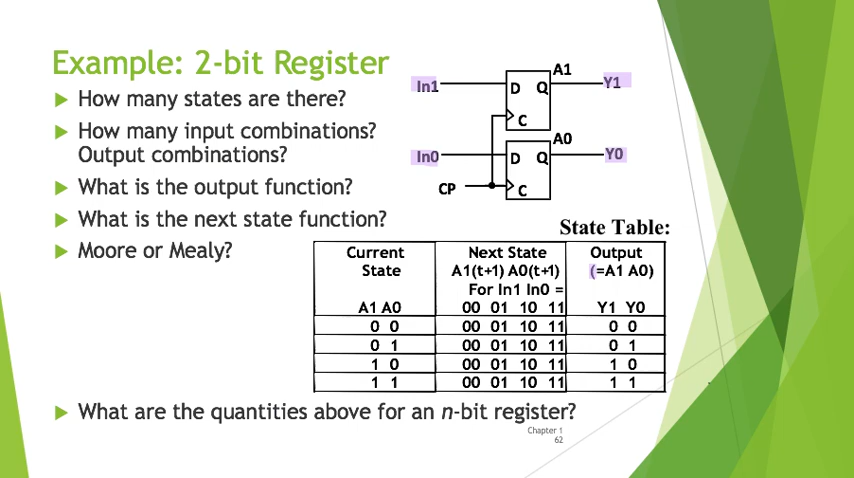 Example: 2-bit Register
► How many states are there?
► How many input combinations?
Output combinations?
► What is the output function?
► What is the next state function?
► Moore or Mealy?
In1
D Q
C
A1
Y1
In0
D Q
C
A0
Y0
CP
State Table:
Current Next State Output
State A1(t+1) A0(t+1) (=A1 A0)
For In1 In0 =
A1 A0 00 01 10 11 Y1 Y0
0 0 00 01 10 11 0 0
0 1 00 01 10 11 0 1
1 0 00 01 10 11 1 0
1 1 00 01 10 11 1 1
► What are the quantities above for an n-bit register?
Chapter 1
62